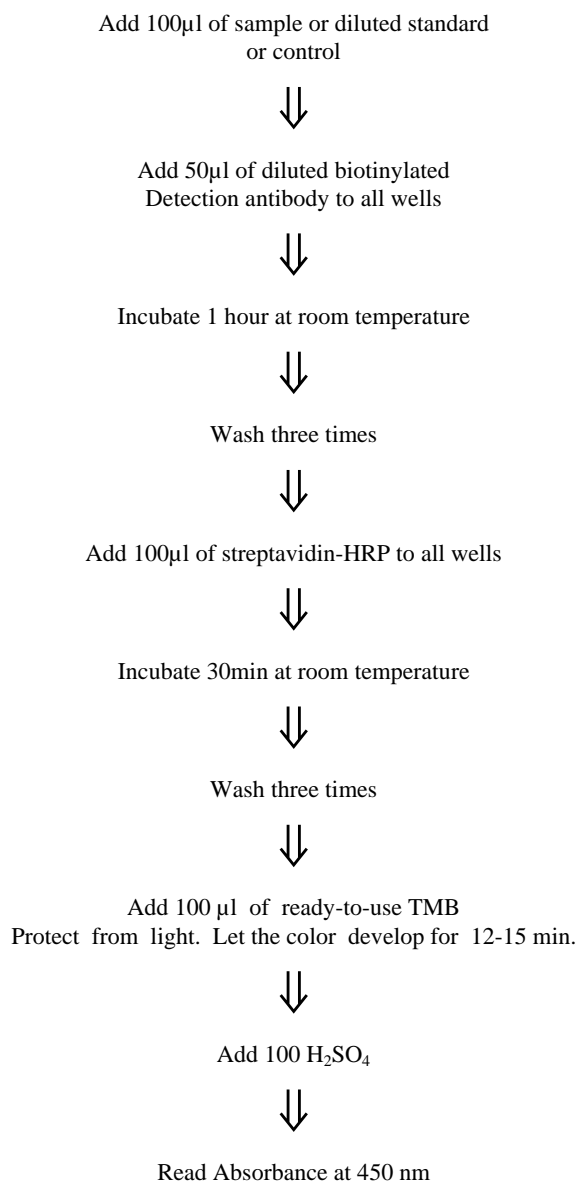 Add 100µl of sample or diluted standard
or control
⇓
Add 50µl of diluted biotinylated
Detection antibody to all wells
⇓
Incubate 1 hour at room temperature
⇓
Wash three times
⇓
Add 100µl of streptavidin-HRP to all wells
⇓
Incubate 30min at room temperature
⇓
Wash three times
⇓
Add 100 µl of ready-to-use TMB
Protect from light. Let the color develop for 12-15 min.
⇓
Add 100 H₂SO₄
⇓
Read Absorbance at 450 nm